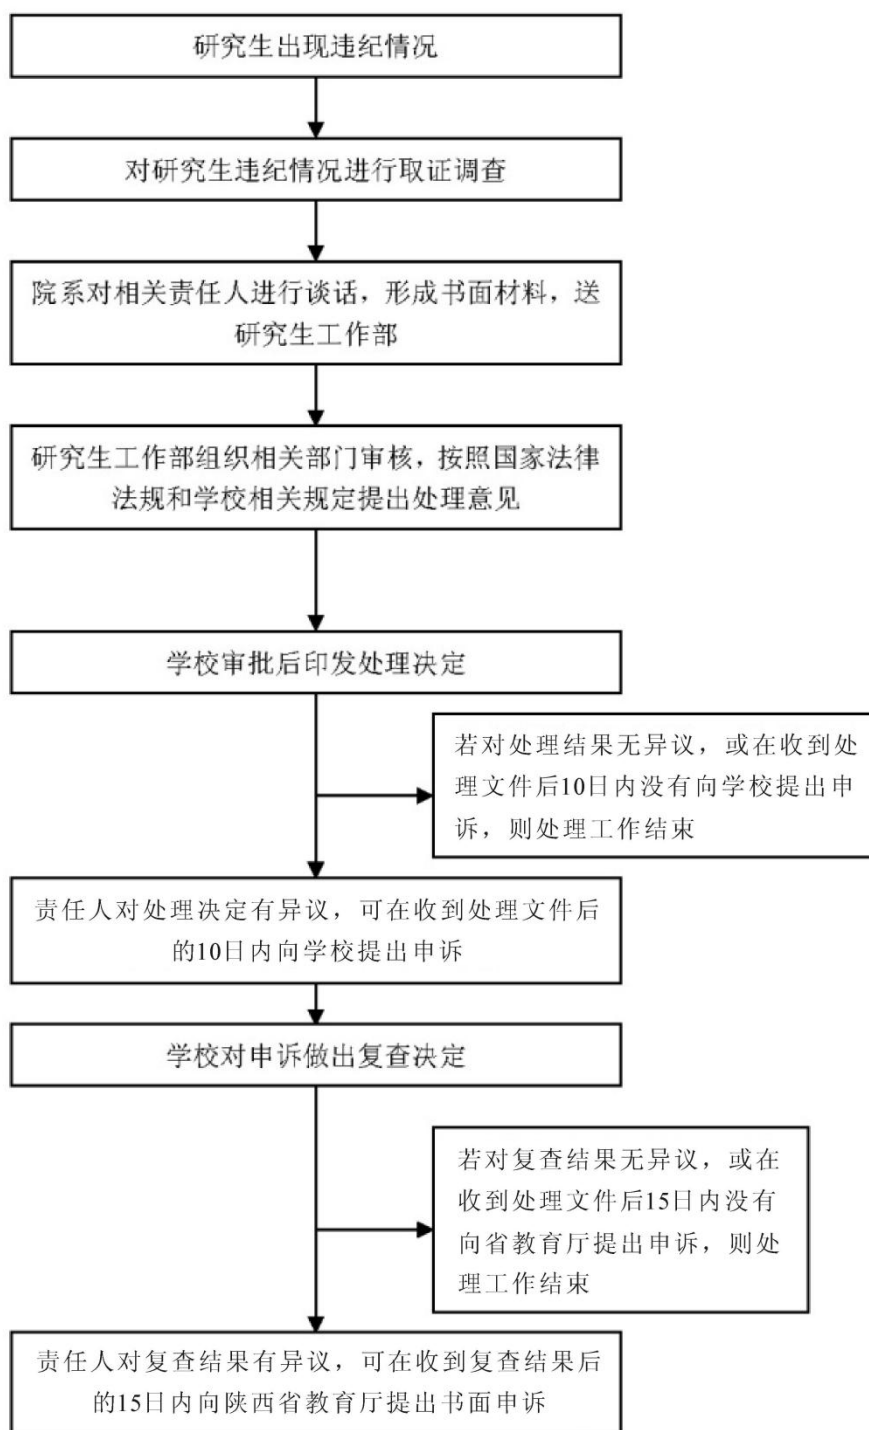 研究生出现违纪情况
对研究生违纪情况进行取证调查
院系对相关责任人进行谈话，形成书面材料，送
研究生工作部
研究生工作部组织相关部门审核，按照国家法律
法规和学校相关规定提出处理意见
学校审批后印发处理决定
若对处理结果无异议，或在收到处
理文件后10日内没有向学校提出申
诉，则处理工作结束
责任人对处理决定有异议，可在收到处理文件后
的10日内向学校提出申诉
学校对申诉做出复查决定
若对复查结果无异议，或在
收到处理文件后15日内没有
向省教育厅提出申诉，则处
理工作结束
责任人对复查结果有异议，可在收到复查结果后
的15日内向陕西省教育厅提出书面申诉